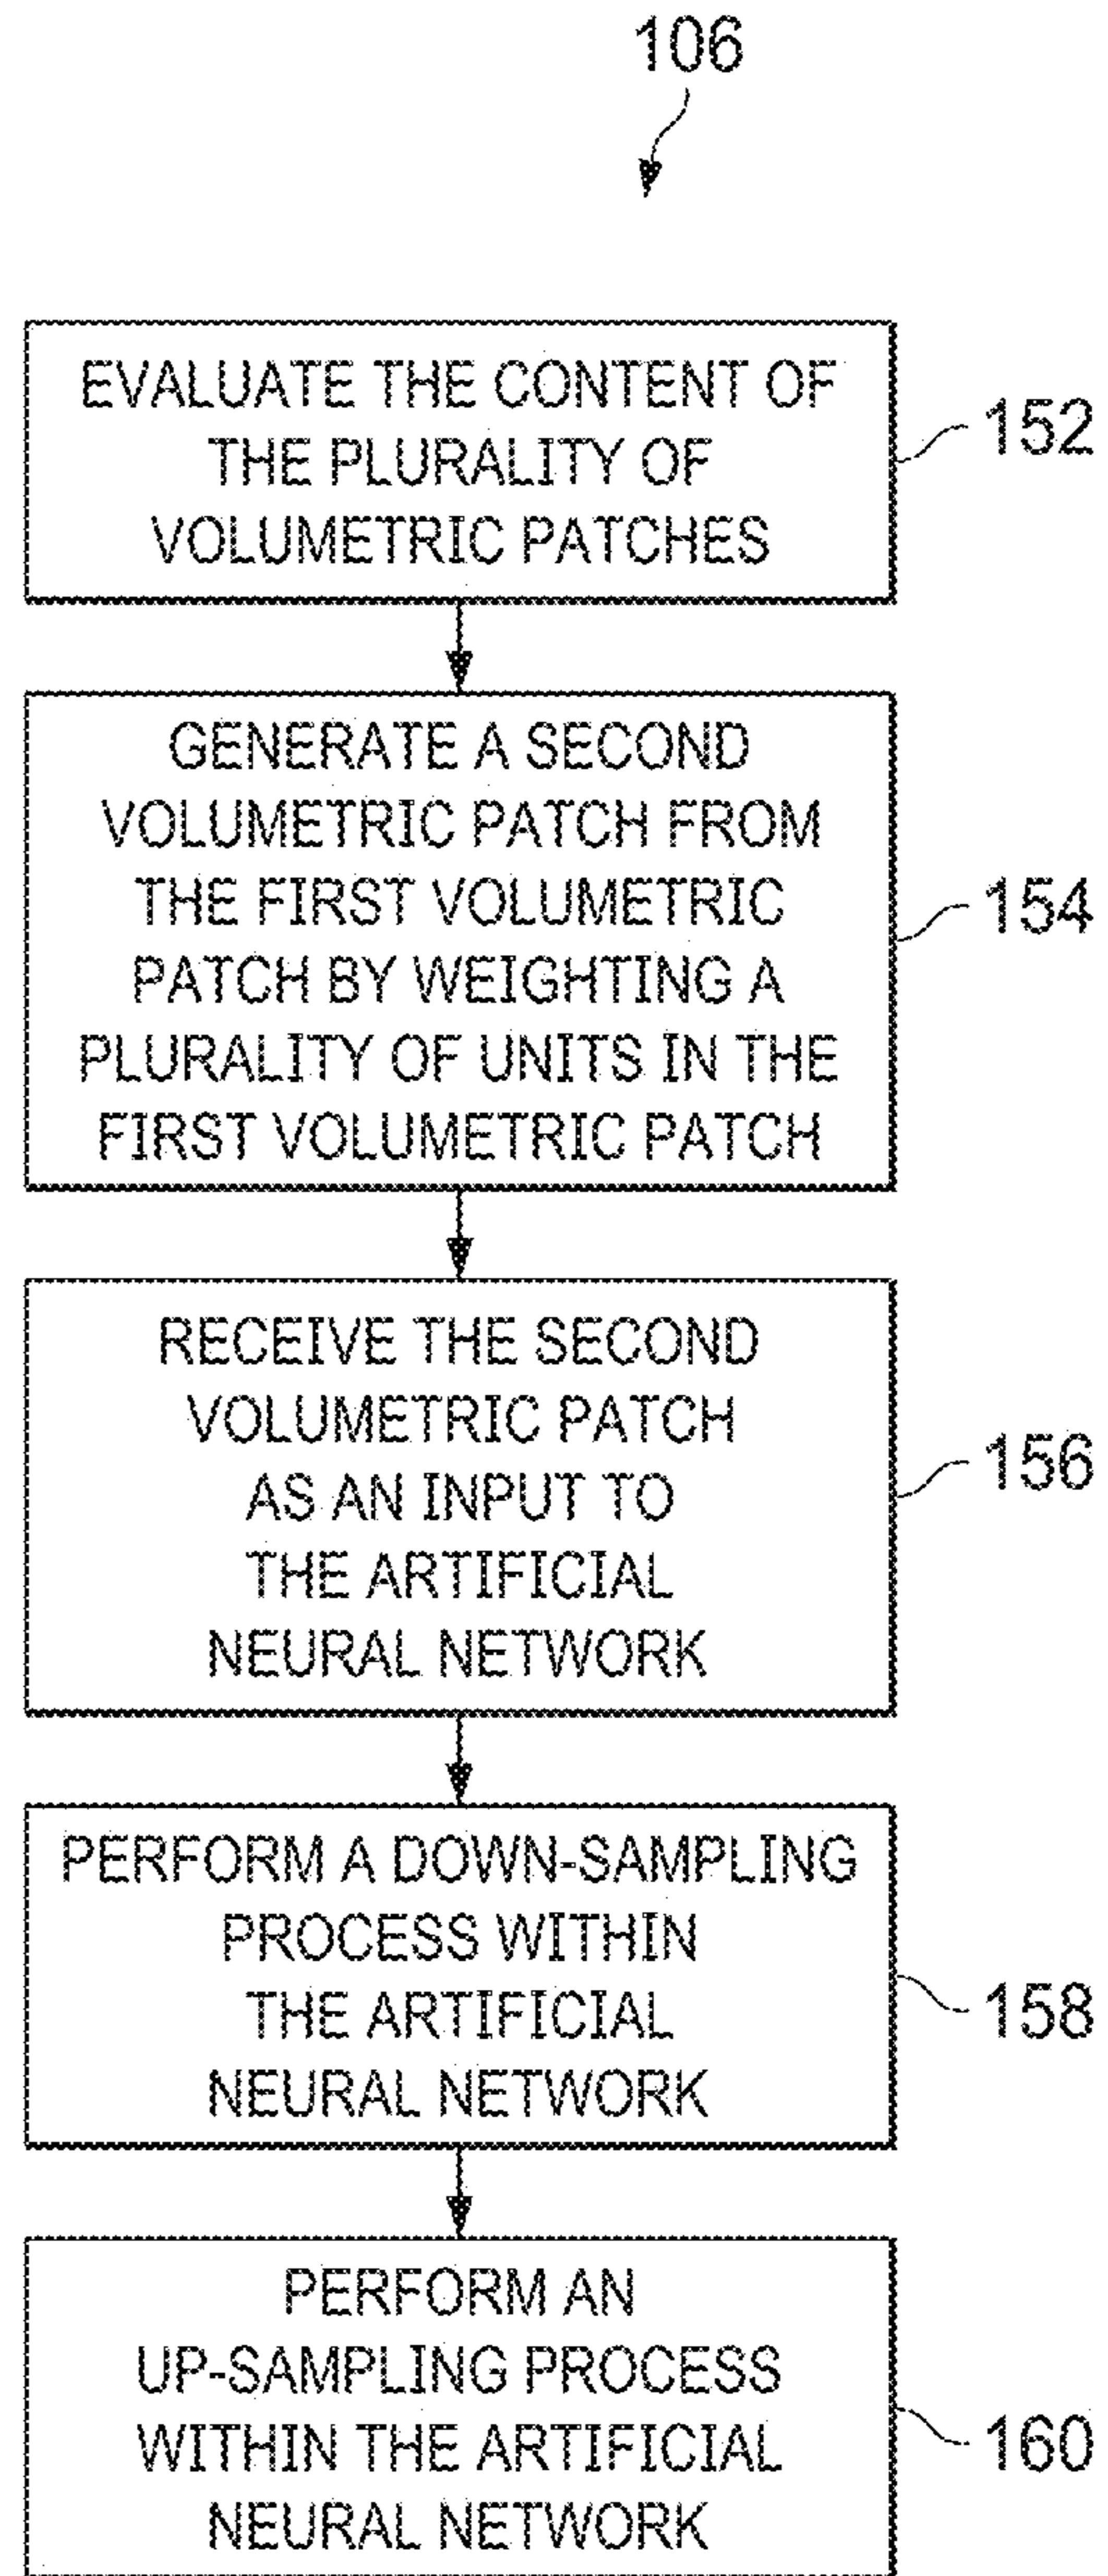 106
EVALUATE THE CONTENT OF
THE PLURALITY OF
VOLUMETRIC PATCHES
152
GENERATE A SECOND
VOLUMETRIC PATCH FROM
THE FIRST VOLUMETRIC
PATCH BY WEIGHTING A
PLURALITY OF UNITS IN THE
FIRST VOLUMETRIC PATCH
154
RECEIVE THE SECOND
VOLUMETRIC PATCH
AS AN INPUT TO
THE ARTIFICIAL
NEURAL NETWORK
156
PERFORM A DOWN-SAMPLING
PROCESS WITHIN
THE ARTIFICIAL
NEURAL NETWORK
158
PERFORM AN
UP-SAMPLING PROCESS
WITHIN THE ARTIFICIAL
NEURAL NETWORK
160